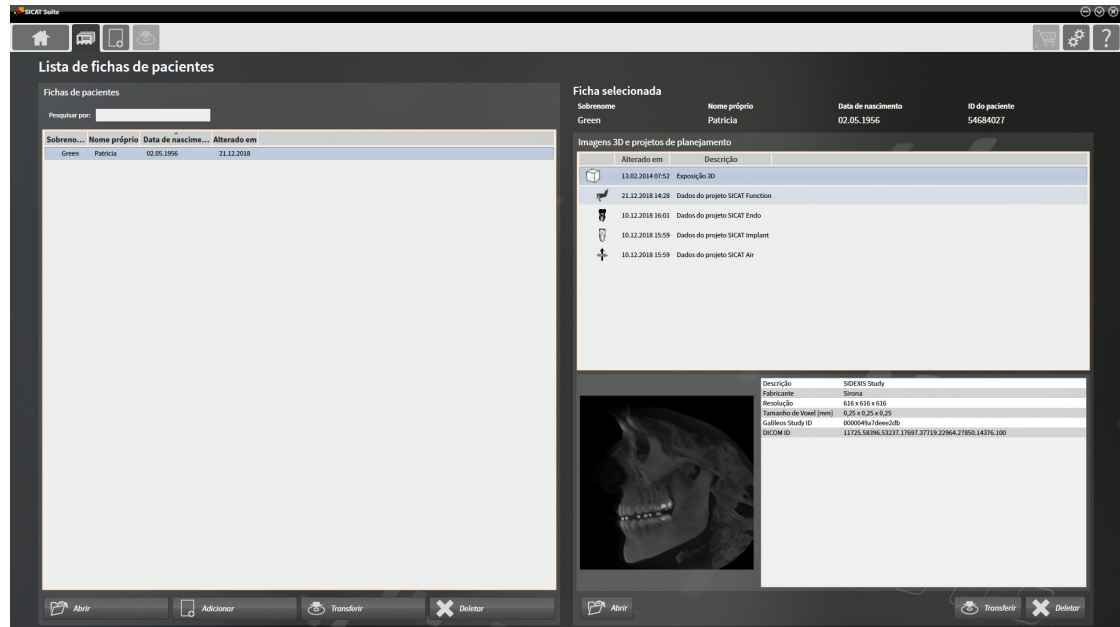 SICAT Suite
Lista de fichas de pacientes
Fichas de pacientes
Pesquisar por:
Sobreno... Nome próprio Data de nascime... Alterado em
Green Patricia 02.05.1956 21.12.2018
Abrir Adicionar Transferir Deletar
Ficha selecionada
Sobrenome Nome próprio Data de nascimento ID do paciente
Green Patricia 02.05.1956 54684027
Imagens 3D e projetos de planejamento
Alterado em Descrição
13.02.2014 07:52 Exposição 3D
21.12.2018 14:28 Dados do projeto SICAT Function
10.12.2018 16:01 Dados do projeto SICAT Endo
10.12.2018 15:59 Dados do projeto SICAT Implant
10.12.2018 15:59 Dados do projeto SICAT Air
Descrição SIDEXIS Study
Fabricante Sirona
Resolução 616 x 616 x 616
Tamanho de Voxel [mm] 0,25 x 0,25 x 0,25
Galileos Study ID 0000049a7deee2db
DICOM ID 11725.58396.53237.17697.37719.22964.27850.14376.100
Abrir Transferir Deletar